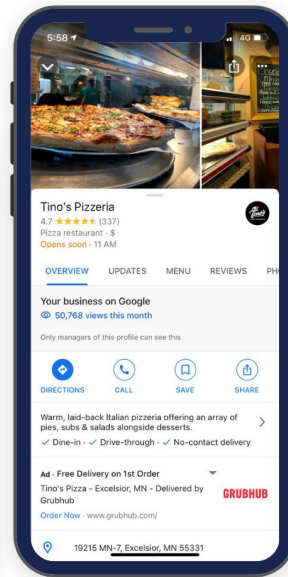 5:58
4G
Tino's Pizzeria
4.7 ★★★★★ (337)
Pizza restaurant · $
Opens soon · 11 AM
Tino's
OVERVIEW UPDATES MENU REVIEWS PH
Your business on Google
50,768 views this month
Only managers of this profile can see this
DIRECTIONS CALL SAVE SHARE
Warm, laid-back Italian pizzeria offering an array of
pies, subs & salads alongside desserts.
✓ Dine-in · ✓ Drive-through · ✓ No-contact delivery
Ad · Free Delivery on 1st Order
Tino's Pizza - Excelsior, MN - Delivered by
Grubhub
GRUBHUB
Order Now · www.grubhub.com/
19215 MN-7, Excelsior, MN 55331